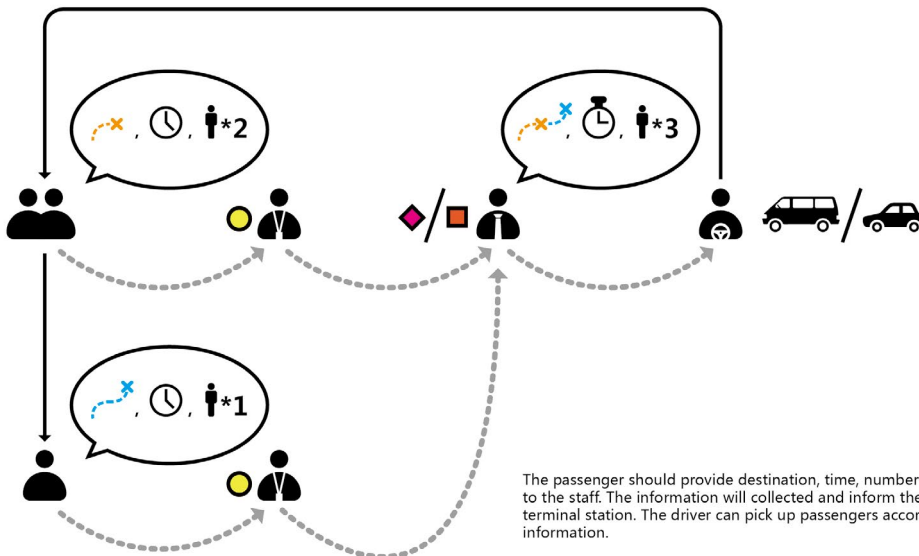 , , *2
, , *3
, , *1
The passenger should provide destination, time, number
to the staff. The information will collected and inform the
terminal station. The driver can pick up passengers accor
information.